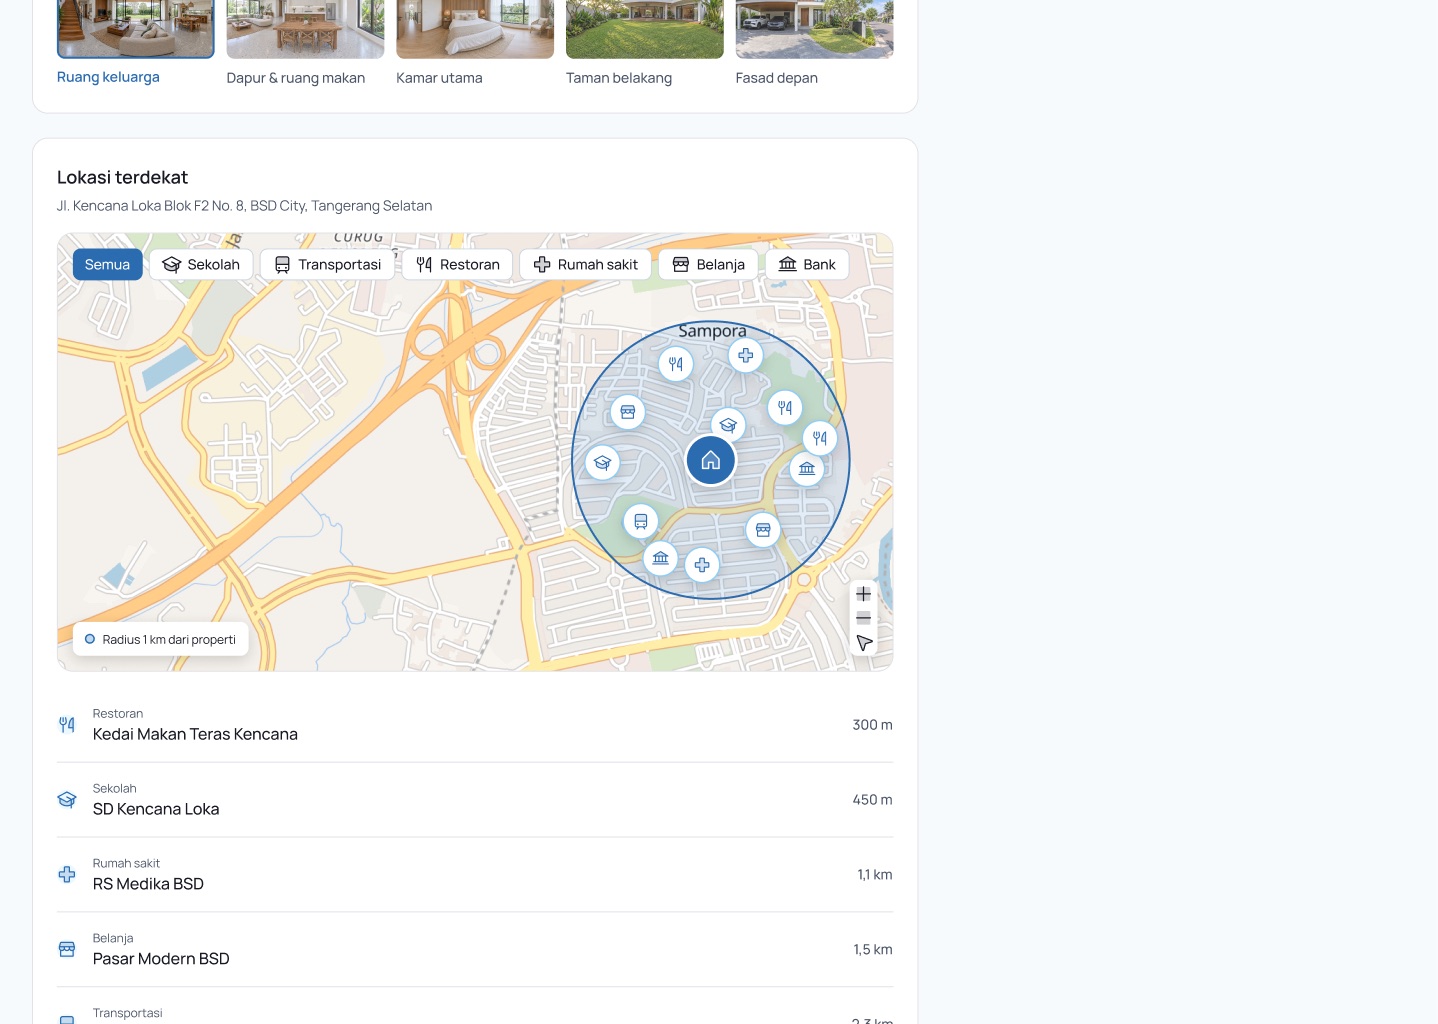 Ruang keluarga
Dapur & ruang makan
Kamar utama
Taman belakang
Fasad depan
Lokasi terdekat
Jl. Kencana Loka Blok F2 No. 8, BSD City, Tangerang Selatan
CURUG
Semua
Sekolah
Transportasi
Restoran
Rumah sakit
Belanja
Bank
Sampora
Radius 1 km dari properti
Restoran
Kedai Makan Teras Kencana
300 m
Sekolah
SD Kencana Loka
450 m
Rumah sakit
RS Medika BSD
1,1 km
Belanja
Pasar Modern BSD
1,5 km
Transportasi